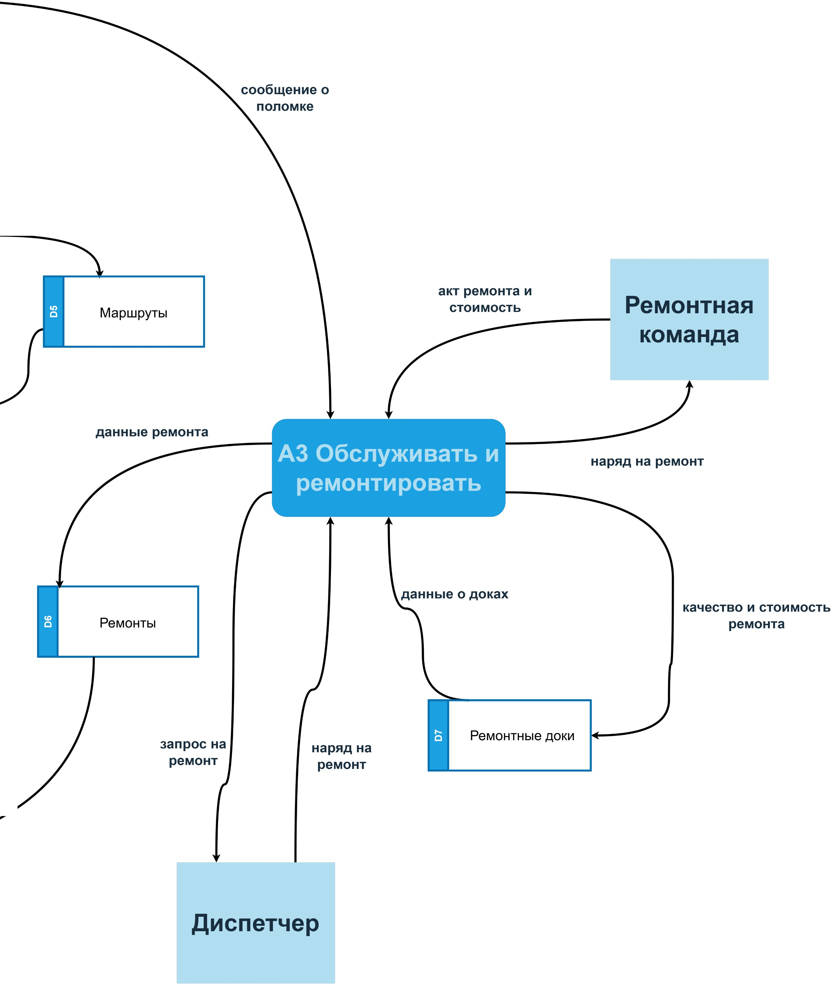 сообщение о
поломке
D5
Маршруты
акт ремонта и
стоимость
Ремонтная
команда
данные ремонта
А3 Обслуживать и
ремонтировать
наряд на ремонт
данные о доках
качество и стоимость
ремонта
D6
Ремонты
запрос на
ремонт
наряд на
ремонт
D7
Ремонтные доки
Диспетчер